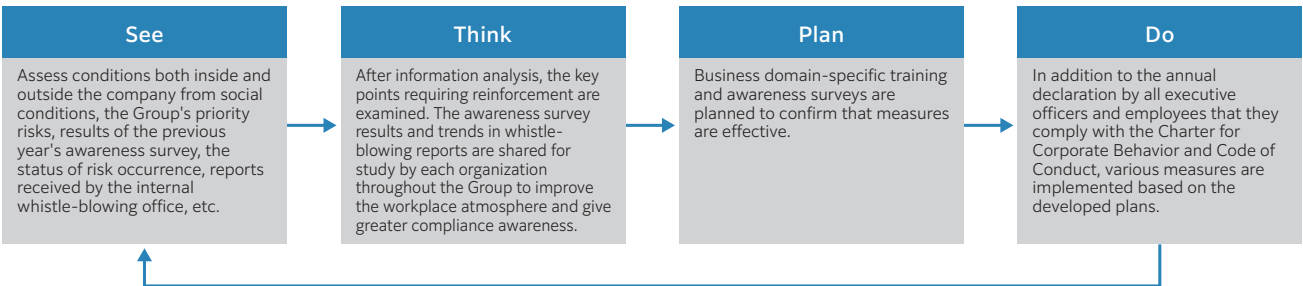 See
Assess conditions both inside and
outside the company from social
conditions, the Group's priority
risks, results of the previous
year's awareness survey, the
status of risk occurrence, reports
received by the internal
whistle-blowing office, etc.
Think
After information analysis, the key
points requiring reinforcement are
examined. The awareness survey
results and trends in whistle-
blowing reports are shared for
study by each organization
throughout the Group to improve
the workplace atmosphere and give
greater compliance awareness.
Plan
Business domain-specific training
and awareness surveys are
planned to confirm that measures
are effective.
Do
In addition to the annual
declaration by all executive
officers and employees that they
comply with the Charter for
Corporate Behavior and Code of
Conduct, various measures are
implemented based on the
developed plans.